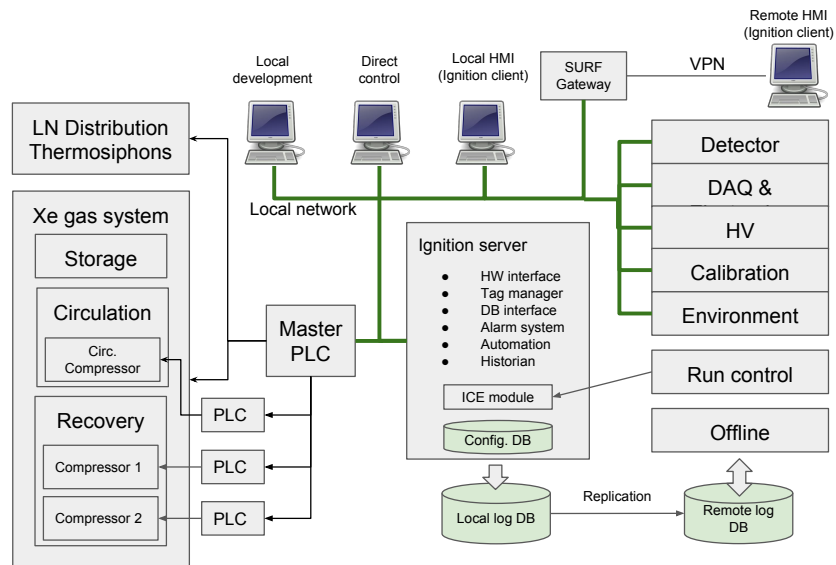 Remote HMI
(Ignition client)
Local
development
Direct
control
Local HMI
(Ignition client)
SURF
Gateway
VPN
LN Distribution
Thermosiphons
Detector
DAQ &
HV
Calibration
Environment
Local network
Xe gas system
Storage
Circulation
Circ.
Compressor
Recovery
Compressor 1
Compressor 2
Master
PLC
PLC
PLC
PLC
Ignition server
● HW interface
● Tag manager
● DB interface
● Alarm system
● Automation
● Historian
ICE module
Config. DB
Run control
Offline
Local log DB
Replication
Remote log
DB